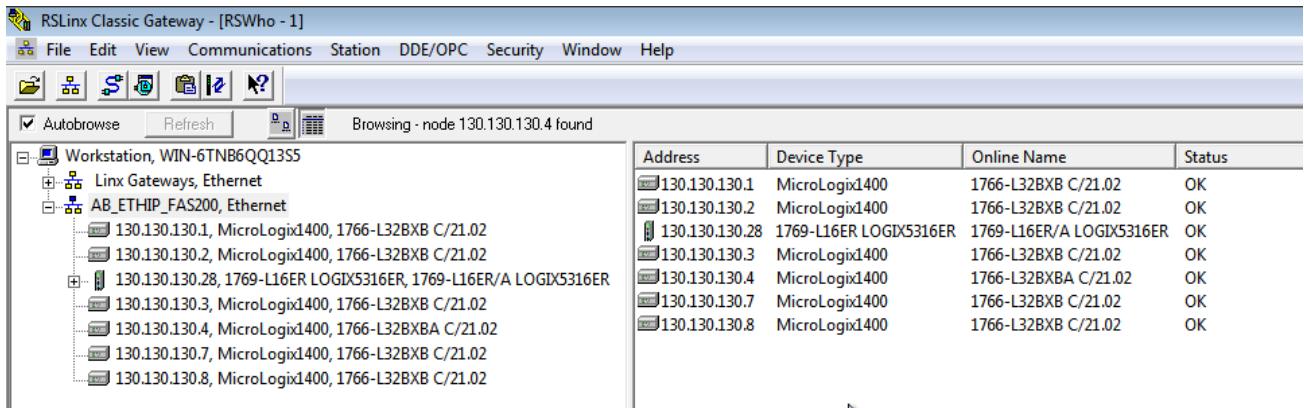 RSLinx Classic Gateway - [RSWho - 1]
File Edit View Communications Station DDE/OPC Security Window Help
Autobrowse Refresh Browsing - node 130.130.130.4 found
Workstation, WIN-6TNB6QQ13S5
Linx Gateways, Ethernet
AB_ETHIP_FAS200, Ethernet
130.130.130.1, MicroLogix1400, 1766-L32BXB C/21.02
130.130.130.2, MicroLogix1400, 1766-L32BXB C/21.02
130.130.130.28, 1769-L16ER LOGIX5316ER, 1769-L16ER/A LOGIX5316ER
130.130.130.3, MicroLogix1400, 1766-L32BXB C/21.02
130.130.130.4, MicroLogix1400, 1766-L32BXBA C/21.02
130.130.130.7, MicroLogix1400, 1766-L32BXB C/21.02
130.130.130.8, MicroLogix1400, 1766-L32BXB C/21.02
Address Device Type Online Name Status
130.130.130.1 MicroLogix1400 1766-L32BXB C/21.02 OK
130.130.130.2 MicroLogix1400 1766-L32BXB C/21.02 OK
130.130.130.28 1769-L16ER LOGIX5316ER 1769-L16ER/A LOGIX5316ER OK
130.130.130.3 MicroLogix1400 1766-L32BXB C/21.02 OK
130.130.130.4 MicroLogix1400 1766-L32BXBA C/21.02 OK
130.130.130.7 MicroLogix1400 1766-L32BXB C/21.02 OK
130.130.130.8 MicroLogix1400 1766-L32BXB C/21.02 OK